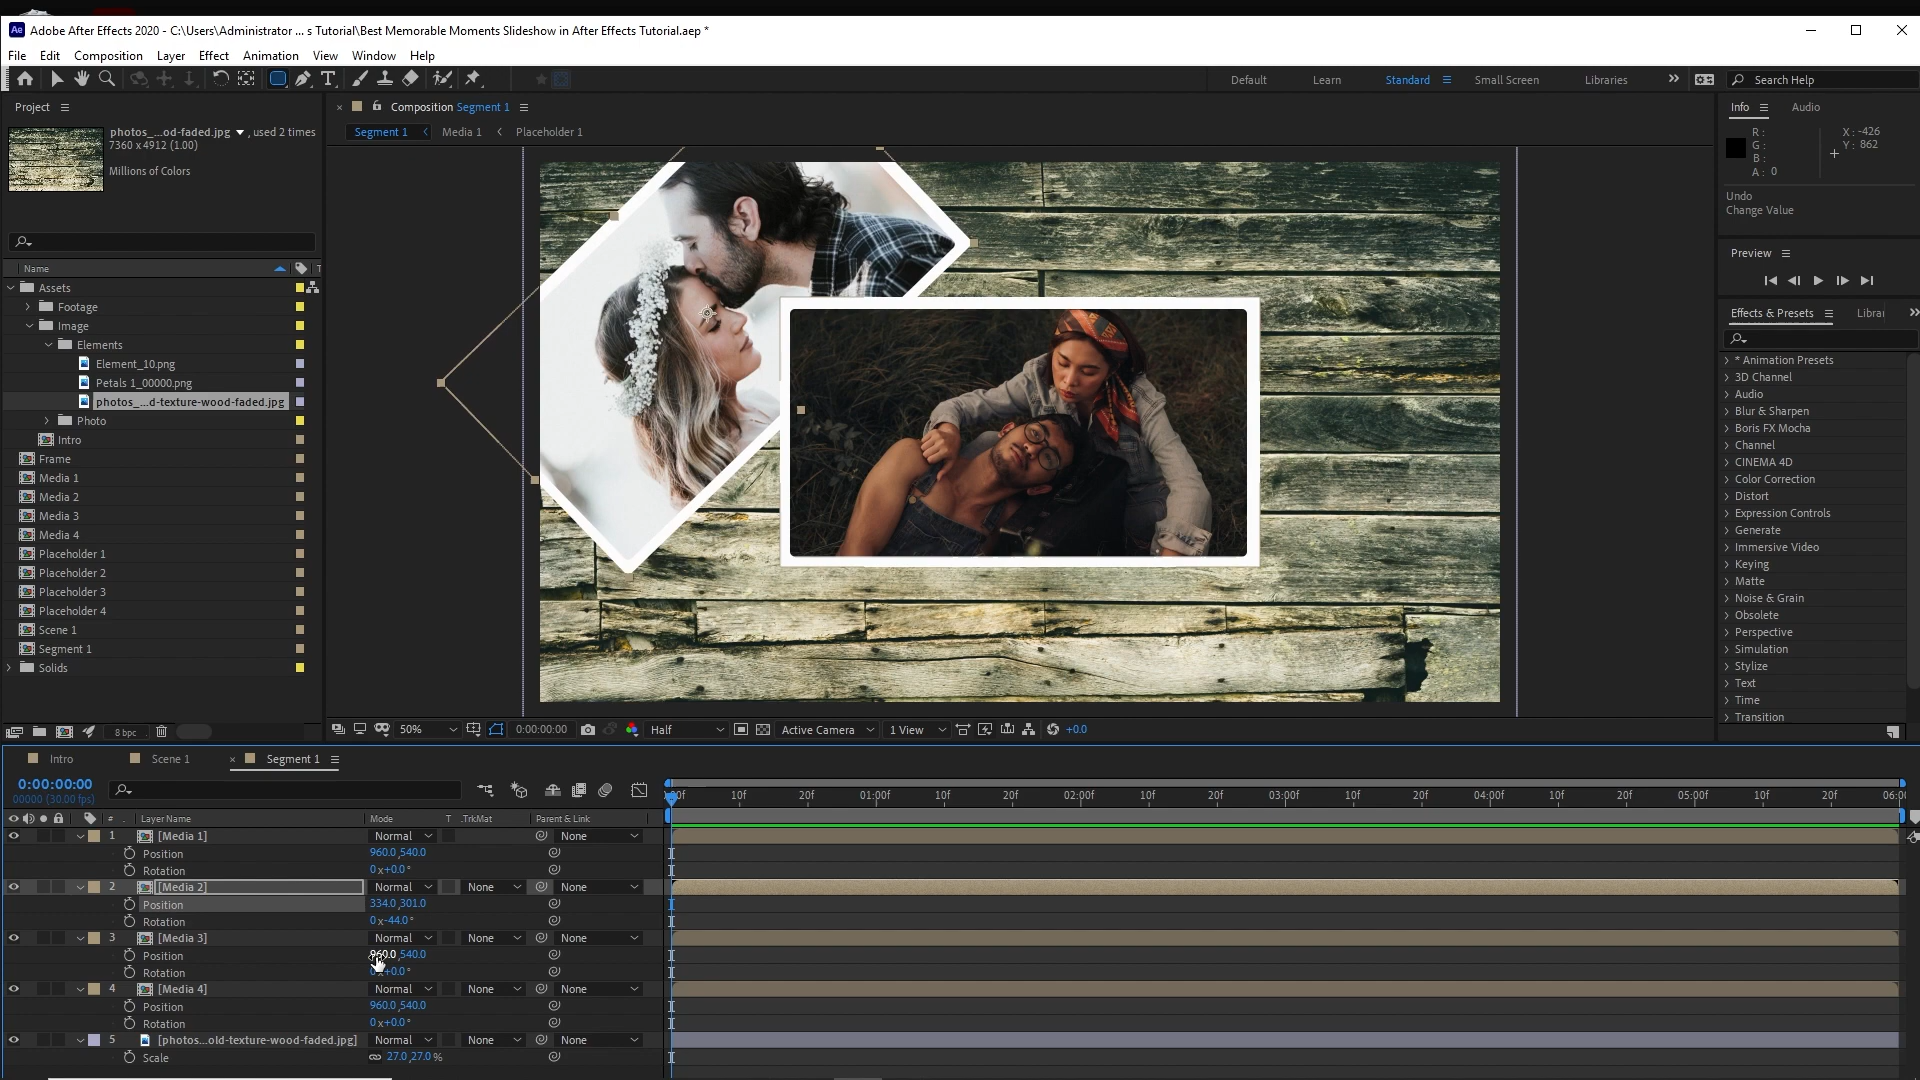 Ae Adobe After Effects 2020 - C:\Users\Administrator ... s Tutorial\Best Memorable Moments Slideshow in After Effects Tutorial.aep *
File Edit Composition Layer Effect Animation View Window Help
Default Learn Standard Small Screen Libraries Search Help
Project
photos_...od-faded.jpg , used 2 times
7360 x 4912 (1.00)
Millions of Colors
Name T
Assets
Footage
Image
Elements
Element_10.png
Petals 1_00000.png
photos_...d-texture-wood-faded.jpg
Photo
Intro
Frame
Media 1
Media 2
Media 3
Media 4
Placeholder 1
Placeholder 2
Placeholder 3
Placeholder 4
Scene 1
Segment 1
Solids
8 bpc
Composition Segment 1
Segment 1 Media 1 Placeholder 1
50% 0:00:00:00 Half Active Camera 1 View +0.0
Info Audio
R :
G :
B :
A : 0
X : -426
Y : 862
Undo
Change Value
Preview
Effects & Presets Librar
* Animation Presets
3D Channel
Audio
Blur & Sharpen
Boris FX Mocha
Channel
CINEMA 4D
Color Correction
Distort
Expression Controls
Generate
Immersive Video
Keying
Matte
Noise & Grain
Obsolete
Perspective
Simulation
Stylize
Text
Time
Transition
Intro Scene 1 Segment 1
0:00:00:00
00000 (30.00 fps)
:00f 10f 20f 01:00f 10f 20f 02:00f 10f 20f 03:00f 10f 20f 04:00f 10f 20f 05:00f 10f 20f 06:00
# Layer Name Mode T .TrkMat Parent & Link
1 [Media 1] Normal None
Position 960.0,540.0
Rotation 0 x+0.0°
2 [Media 2] Normal None None
Position 334.0,301.0
Rotation 0 x-44.0°
3 [Media 3] Normal None None
Position 960.0,540.0
Rotation 0 x+0.0°
4 [Media 4] Normal None None
Position 960.0,540.0
Rotation 0 x+0.0°
5 [photos...old-texture-wood-faded.jpg] Normal None None
Scale 27.0,27.0 %